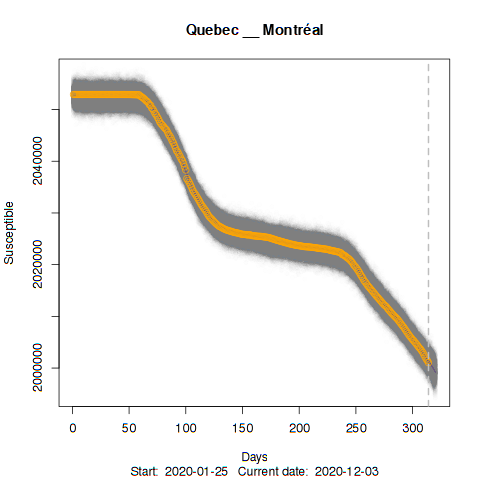 Quebec __ Montréal
Susceptible
2040000
2020000
2000000
0 50 100 150 200 250 300
Days
Start: 2020-01-25 Current date: 2020-12-03